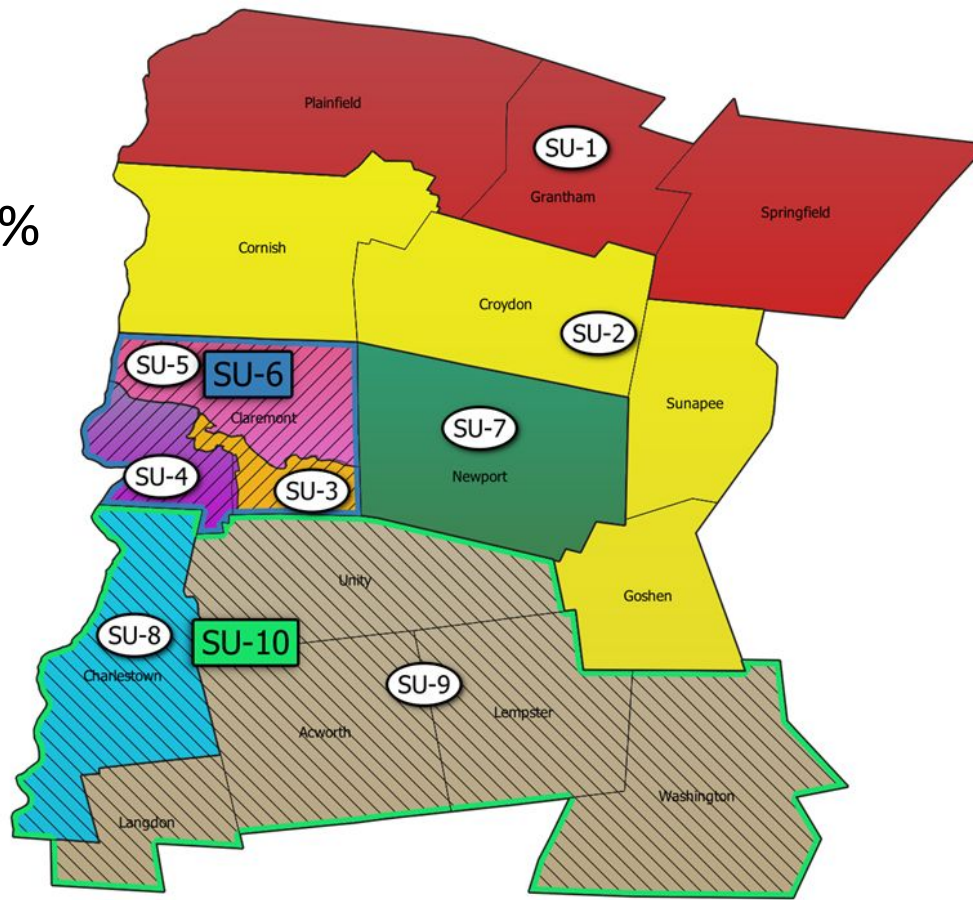 Plainfield
SU-1
Grantham
Springfield
%
Cornish
Croydon
SU-2
SU-5
SU-6
Claremont
Sunapee
SU-7
Newport
SU-4
SU-3
Unity
Goshen
SU-8
SU-10
Charlestown
SU-9
Lempster
Acworth
Washington
Langdon